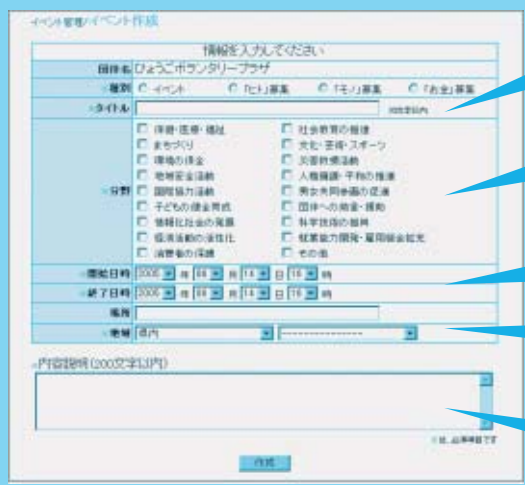 イベント管理/イベント作成
情報を入力してください
団体名 ひょうごボランタリープラザ
※種別 イベント 「ヒト」募集 「モノ」募集 「お金」募集
※タイトル
※分野
保健・医療・福祉 社会教育の推進
まちづくり 文化・芸術・スポーツ
環境の保全 災害救援活動
地域安全活動 人権擁護・平和の推進
国際協力活動 男女共同参画の促進
子どもの健全育成 団体への助言・援助
情報化社会の発展 科学技術の振興
経済活動の活性化 就業能力開発・雇用機会拡充
消費者の保護 その他
※開始日時 2005 年 月 日 時
※終了日時 2005 年 月 日 時
場所
※地域 県内 ----------------
※内容説明(200文字以内)
※は、必須項目です
作成